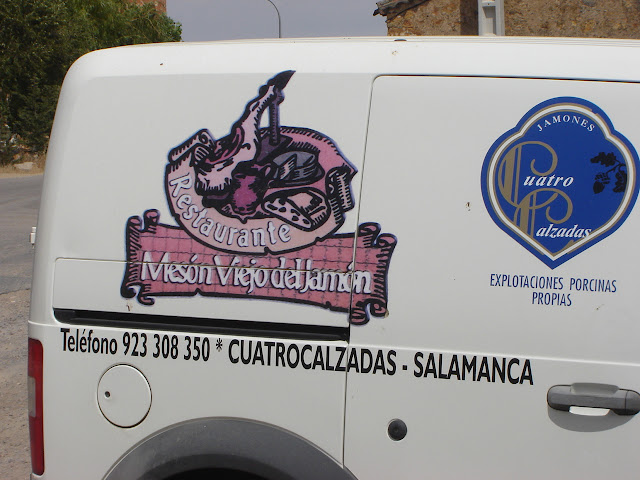 Restaurante
Mesón Viejo del Jamón
JAMONES
Cuatro
Calzadas
EXPLOTACIONES PORCINAS
PROPIAS
Teléfono 923 308 350 * CUATROCALZADAS - SALAMANCA